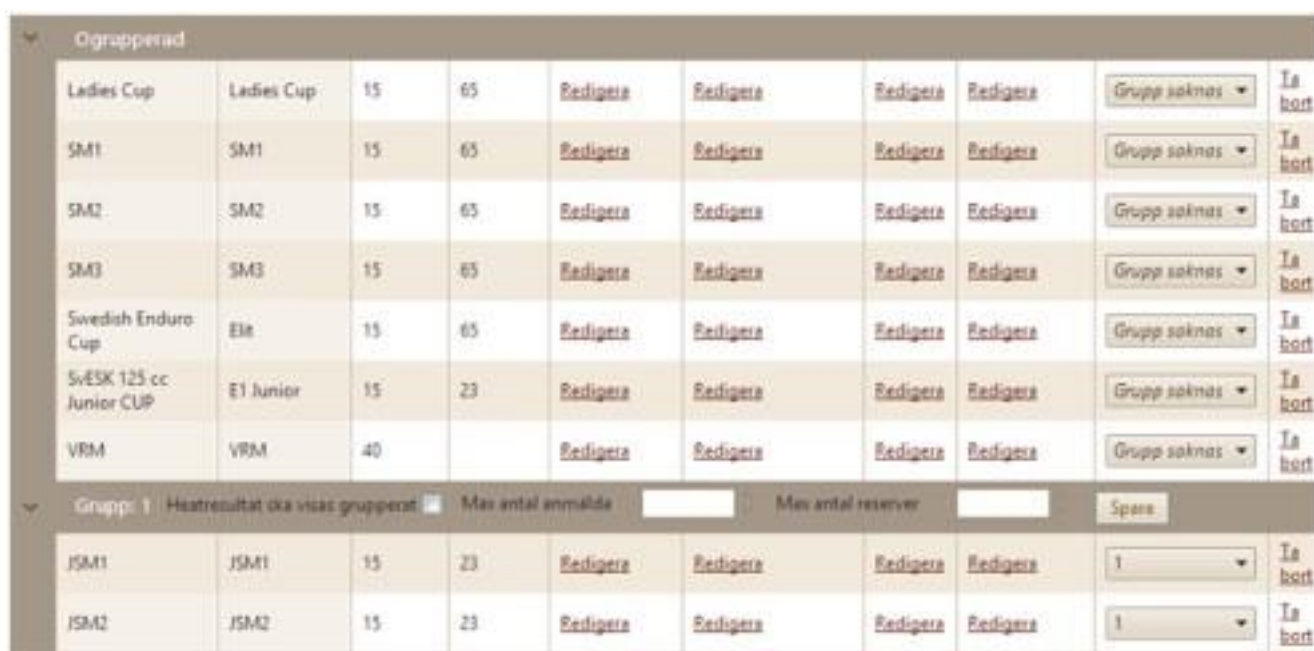 Ogrupperad
Ladies Cup Ladies Cup 15 65 Redigera Redigera Redigera Redigera Grupp saknas Ta bort
SM1 SM1 15 65 Redigera Redigera Redigera Redigera Grupp saknas Ta bort
SM2 SM2 15 65 Redigera Redigera Redigera Redigera Grupp saknas Ta bort
SM3 SM3 15 65 Redigera Redigera Redigera Redigera Grupp saknas Ta bort
Swedish Enduro Cup Elit 15 65 Redigera Redigera Redigera Redigera Grupp saknas Ta bort
SvESK 125 cc Junior CUP E1 Junior 15 23 Redigera Redigera Redigera Redigera Grupp saknas Ta bort
VRM VRM 40 Redigera Redigera Redigera Redigera Grupp saknas Ta bort
Grupp: 1 Heatresultat ska visas grupperat Max antal anmälda Max antal reserver Spara
JSM1 JSM1 15 23 Redigera Redigera Redigera Redigera 1 Ta bort
JSM2 JSM2 15 23 Redigera Redigera Redigera Redigera 1 Ta bort